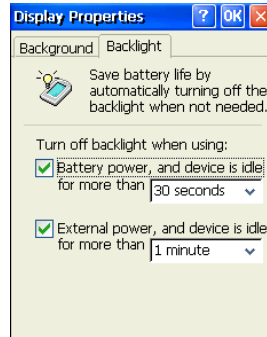 Display Properties ? OK ×
Background Backlight
Save battery life by
automatically turning off the
backlight when not needed.
Turn off backlight when using:
Battery power, and device is idle
for more than 30 seconds
External power, and device is idle
for more than 1 minute